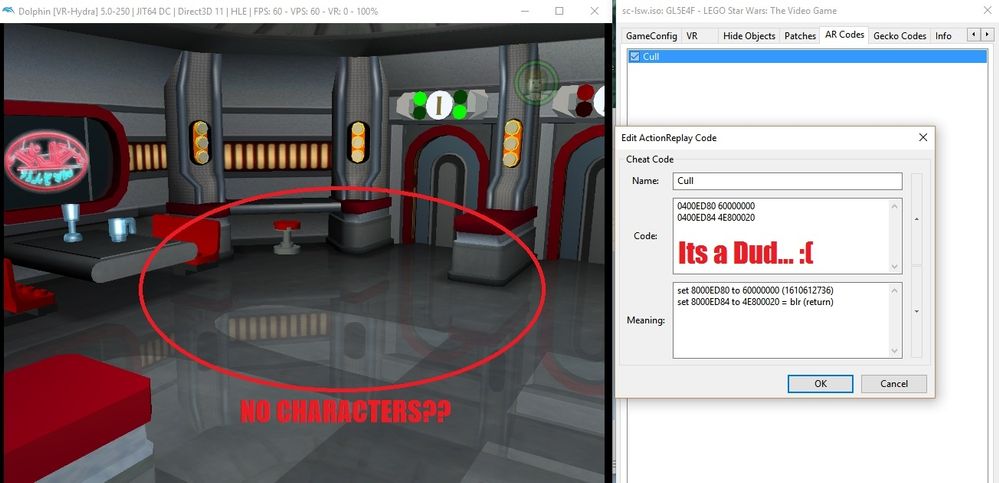 Dolphin [VR-Hydra] 5.0-250 | JIT64 DC | Direct3D 11 | HLE | FPS: 60 - VPS: 60 - VR: 0 - 100%
I
NO CHARACTERS??
sc-lsw.iso: GL5E4F - LEGO Star Wars: The Video Game
GameConfig VR Hide Objects Patches AR Codes Gecko Codes Info
Cull
Edit ActionReplay Code
Cheat Code
Name: Cull
0400ED80 60000000
0400ED84 4E800020
Code:
Its a Dud... :(
set 8000ED80 to 60000000 (1610612736)
set 8000ED84 to 4E800020 = blr (return)
Meaning:
OK Cancel